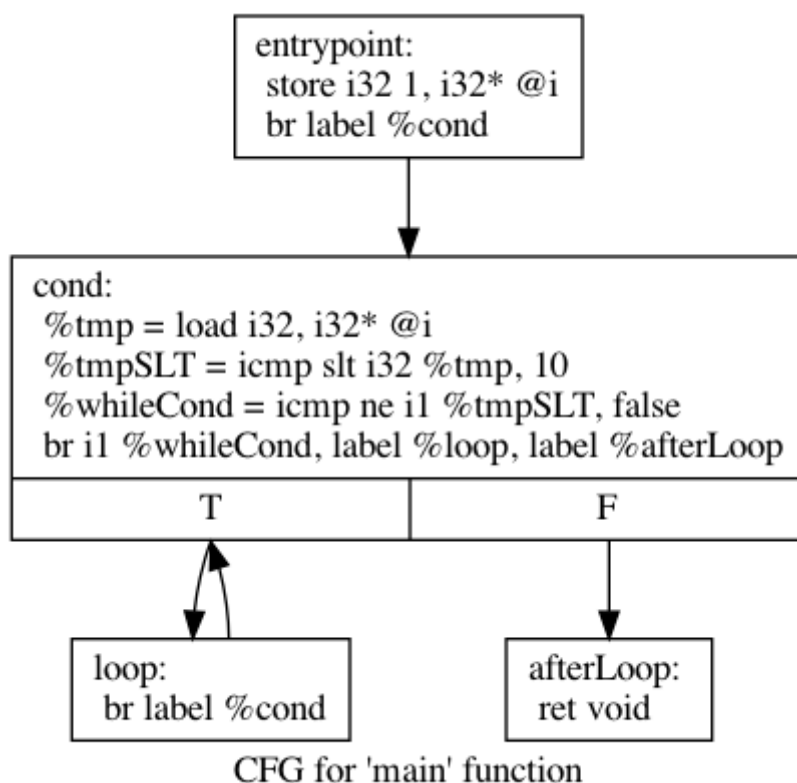 entrypoint:
store i32 1, i32* @i
br label %cond
cond:
%tmp = load i32, i32* @i
%tmpSLT = icmp slt i32 %tmp, 10
%whileCond = icmp ne i1 %tmpSLT, false
br i1 %whileCond, label %loop, label %afterLoop
T F
loop:
br label %cond
afterLoop:
ret void
CFG for 'main' function